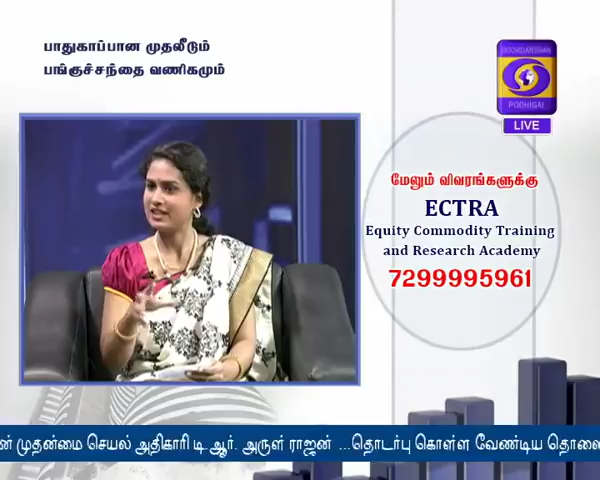 பாதுகாப்பான முதலீடும்
பங்குச்சந்தை வணிகமும்
DOORDARSHAN
PODHIGAI
LIVE
மேலும் விவரங்களுக்கு
ECTRA
Equity Commodity Training
and Research Academy
7299995961
ன் முதன்மை செயல் அதிகாரி டி.ஆர். அருள் ராஜன் ...தொடர்பு கொள்ள வேண்டிய தொலை